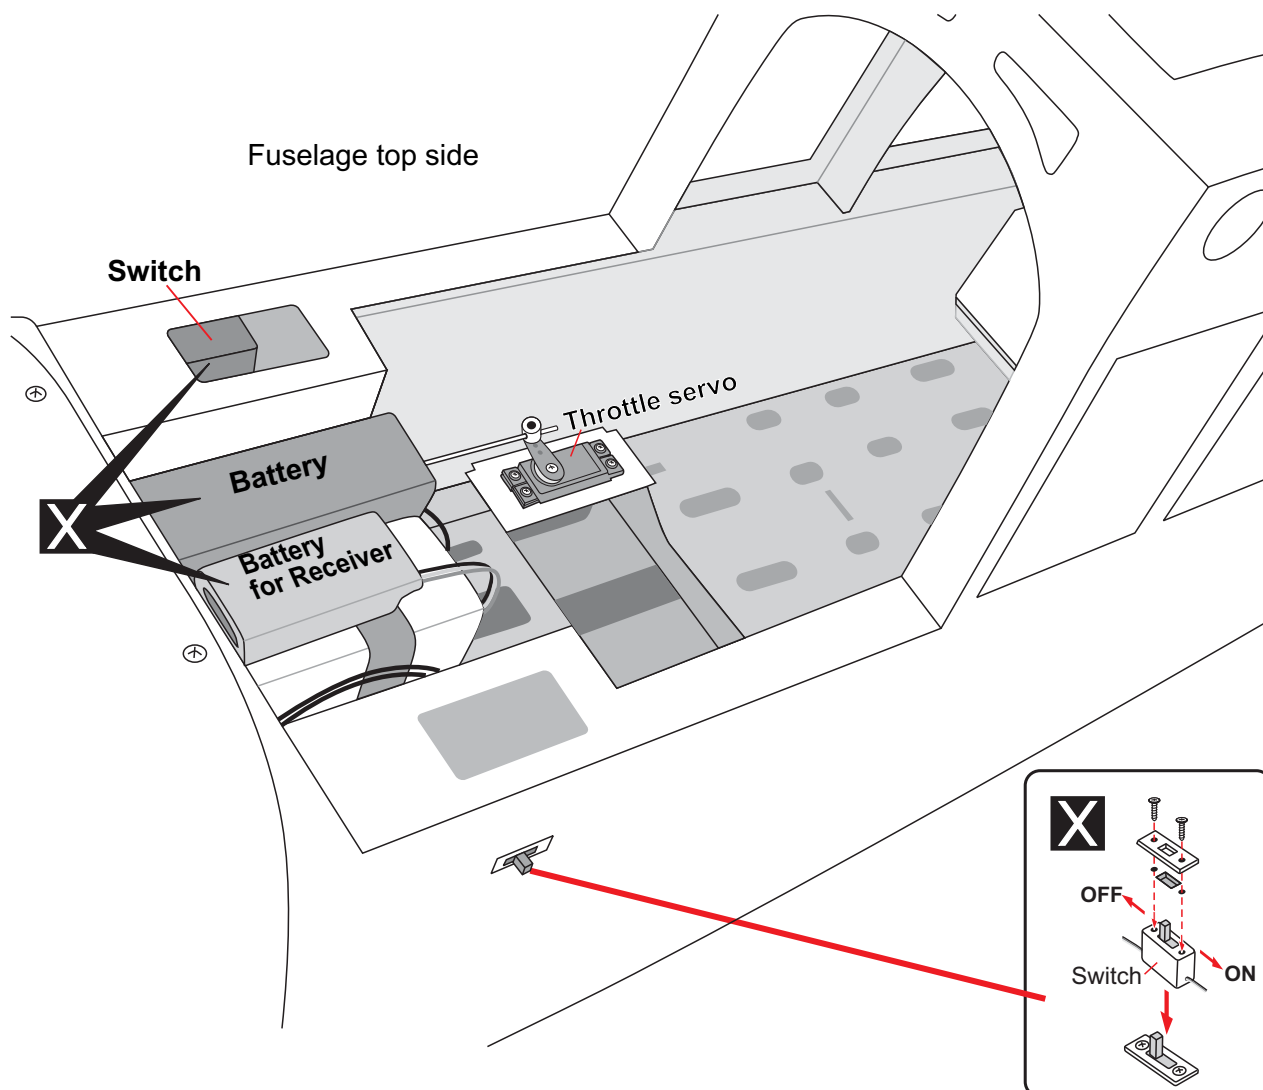 Fuselage top side
Switch
Throttle servo
Battery
X
Battery
for Receiver
X
OFF
Switch
ON